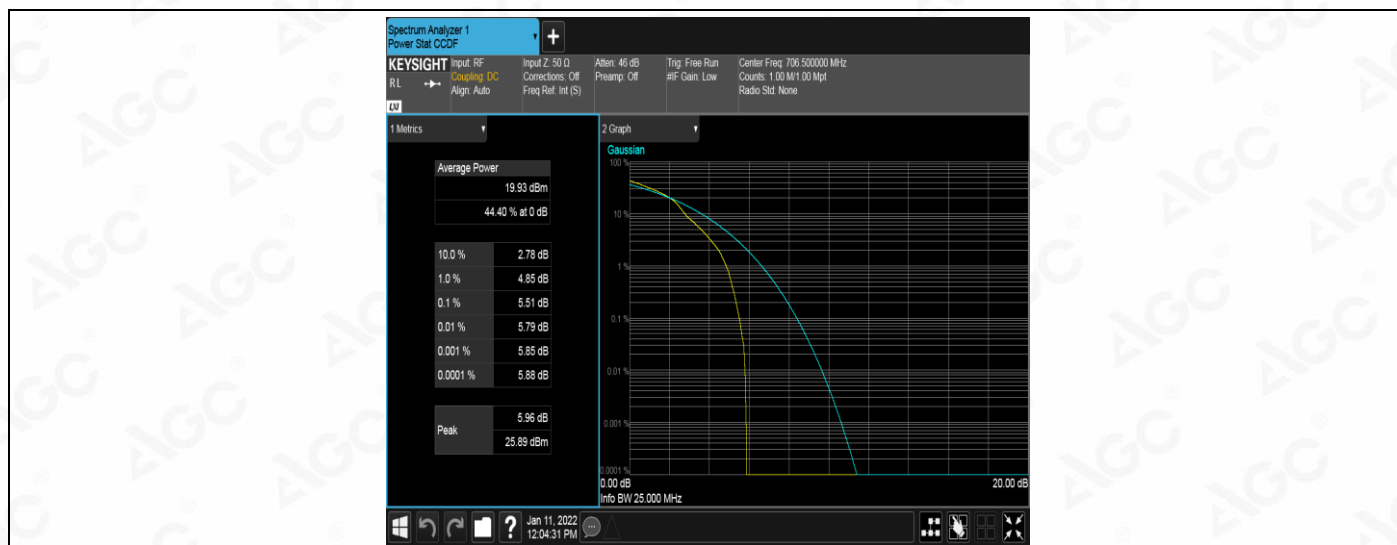 Spectrum Analyzer 1
Power Stat CCDF
KEYSIGHT
R L
LXI
Input: RF
Coupling: DC
Align: Auto
Input Z: 50 Ω
Corrections: Off
Freq Ref: Int (S)
Atten: 46 dB
Preamp: Off
Trig: Free Run
#IF Gain: Low
Center Freq: 706.500000 MHz
Counts: 1.00 M/1.00 Mpt
Radio Std: None
1 Metrics
Average Power
19.93 dBm
44.40 % at 0 dB
10.0 % 2.78 dB
1.0 % 4.85 dB
0.1 % 5.51 dB
0.01 % 5.79 dB
0.001 % 5.85 dB
0.0001 % 5.88 dB
Peak
5.96 dB
25.89 dBm
2 Graph
Gaussian
100 %
10 %
1 %
0.1 %
0.01 %
0.001 %
0.0001 %
0.00 dB 20.00 dB
Info BW 25.000 MHz
Jan 11, 2022
12:04:31 PM
AGC